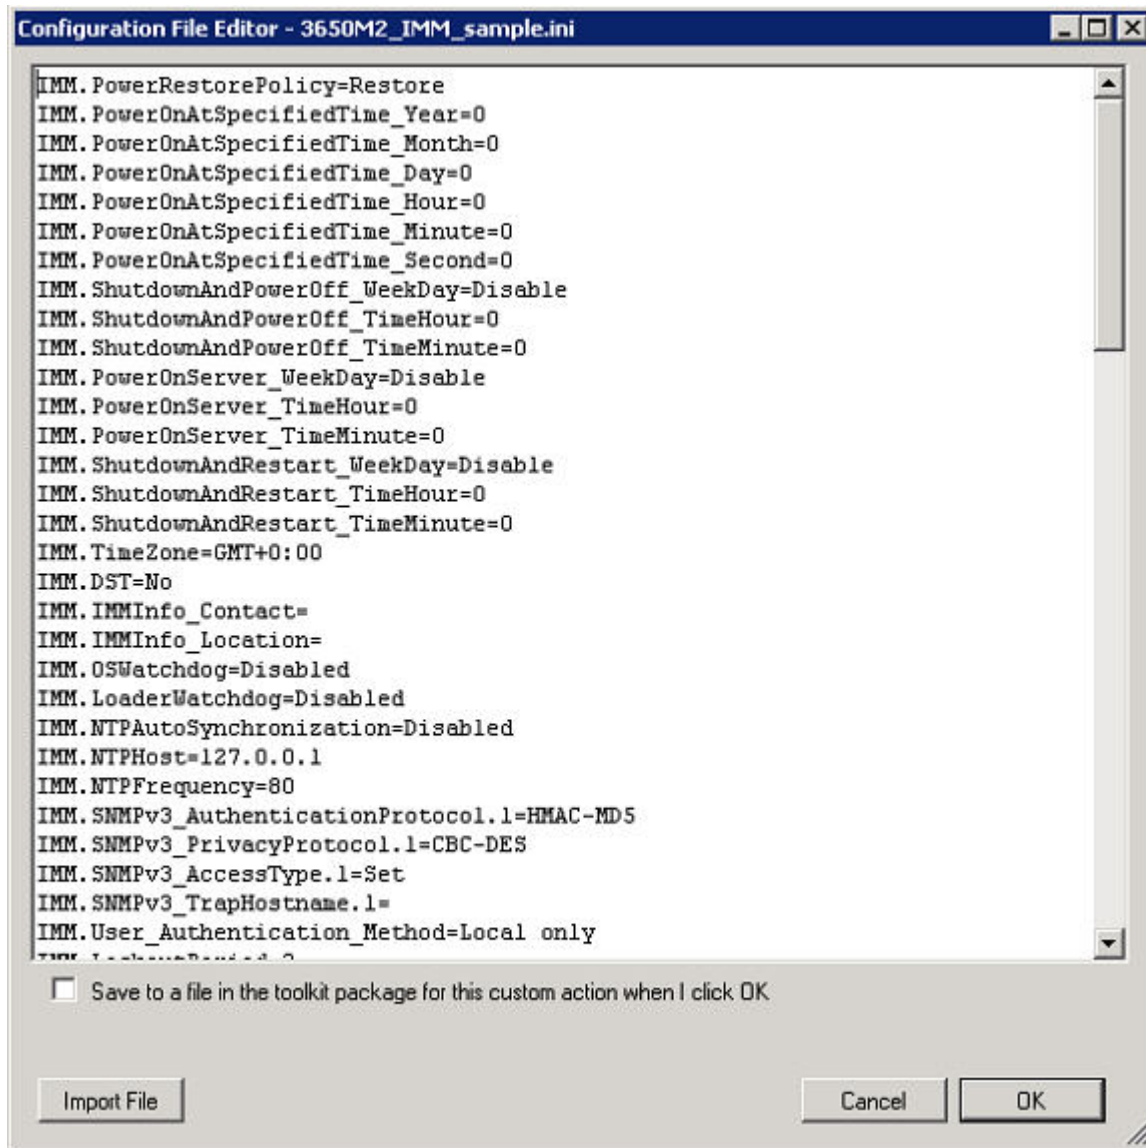 Configuration File Editor - 3650M2_IMM_sample.ini
IMM.PowerRestorePolicy=Restore
IMM.PowerOnAtSpecifiedTime_Year=0
IMM.PowerOnAtSpecifiedTime_Month=0
IMM.PowerOnAtSpecifiedTime_Day=0
IMM.PowerOnAtSpecifiedTime_Hour=0
IMM.PowerOnAtSpecifiedTime_Minute=0
IMM.PowerOnAtSpecifiedTime_Second=0
IMM.ShutdownAndPowerOff_WeekDay=Disable
IMM.ShutdownAndPowerOff_TimeHour=0
IMM.ShutdownAndPowerOff_TimeMinute=0
IMM.PowerOnServer_WeekDay=Disable
IMM.PowerOnServer_TimeHour=0
IMM.PowerOnServer_TimeMinute=0
IMM.ShutdownAndRestart_WeekDay=Disable
IMM.ShutdownAndRestart_TimeHour=0
IMM.ShutdownAndRestart_TimeMinute=0
IMM.TimeZone=GMT+0:00
IMM.DST=No
IMM.IMMInfo_Contact=
IMM.IMMInfo_Location=
IMM.OSWatchdog=Disabled
IMM.LoaderWatchdog=Disabled
IMM.NTPAutoSynchronization=Disabled
IMM.NTPHost=127.0.0.1
IMM.NTPFrequency=80
IMM.SNMPv3_AuthenticationProtocol.1=HMAC-MD5
IMM.SNMPv3_PrivacyProtocol.1=CBC-DES
IMM.SNMPv3_AccessType.1=Set
IMM.SNMPv3_TrapHostname.1=
IMM.User_Authentication_Method=Local only
Save to a file in the toolkit package for this custom action when I click OK
Import File
Cancel
OK